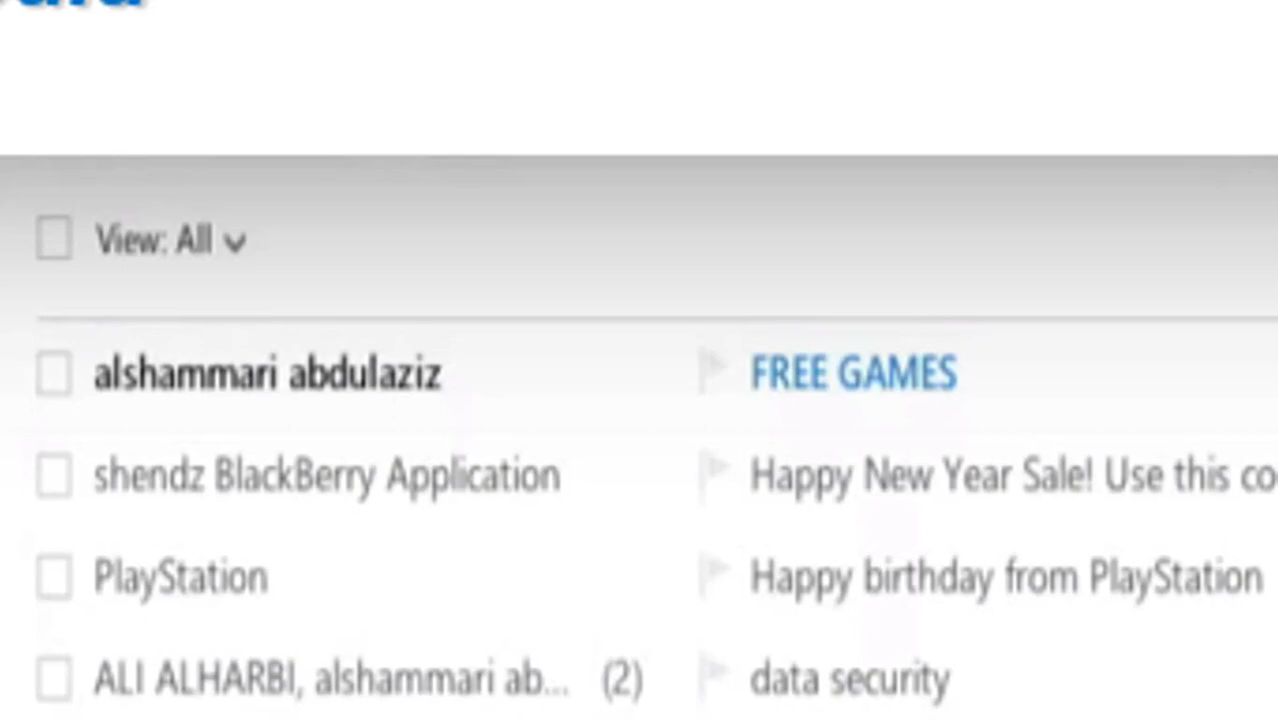 View: All
alshammari abdulaziz FREE GAMES
shendz BlackBerry Application Happy New Year Sale! Use this co
PlayStation Happy birthday from PlayStation
ALI ALHARBI, alshammari ab... (2) data security